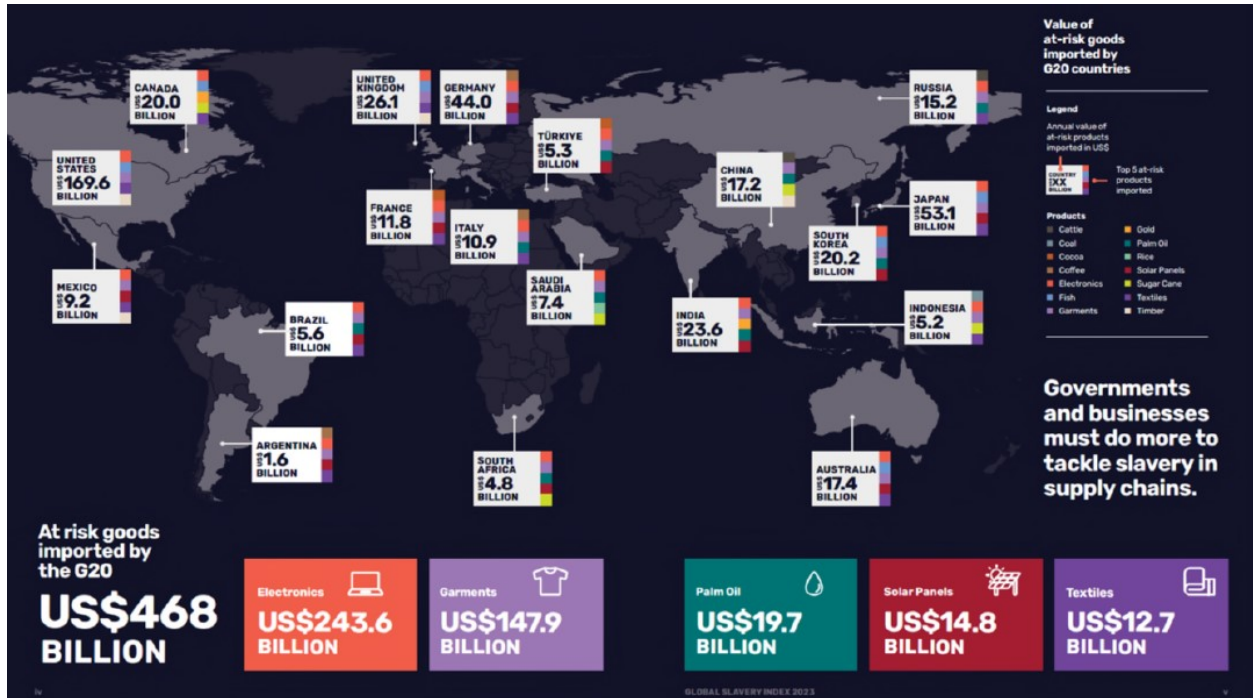 Value of
at-risk goods
imported by
G20 countries
Legend
Annual value of
at-risk products
imported in US$
COUNTRY
US$ XX
BILLION
Top 5 at-risk
products
imported
Products
Cattle
Coal
Cocoa
Coffee
Electronics
Fish
Garments
Gold
Palm Oil
Rice
Solar Panels
Sugar Cane
Textiles
Timber
CANADA
US$ 20.0
BILLION
UNITED
KINGDOM
US$ 26.1
BILLION
GERMANY
US$ 44.0
BILLION
RUSSIA
US$ 15.2
BILLION
TÜRKIYE
US$ 5.3
BILLION
UNITED
STATES
US$ 169.6
BILLION
CHINA
US$ 17.2
BILLION
JAPAN
US$ 53.1
BILLION
FRANCE
US$ 11.8
BILLION
ITALY
US$ 10.9
BILLION
SOUTH
KOREA
US$ 20.2
BILLION
MEXICO
US$ 9.2
BILLION
SAUDI
ARABIA
US$ 7.4
BILLION
BRAZIL
US$ 5.6
BILLION
INDIA
US$ 23.6
BILLION
INDONESIA
US$ 5.2
BILLION
ARGENTINA
US$ 1.6
BILLION
SOUTH
AFRICA
US$ 4.8
BILLION
AUSTRALIA
US$ 17.4
BILLION
Governments
and businesses
must do more to
tackle slavery in
supply chains.
At risk goods
imported by
the G20
US$468
BILLION
Electronics
US$243.6
BILLION
Garments
US$147.9
BILLION
Palm Oil
US$19.7
BILLION
Solar Panels
US$14.8
BILLION
Textiles
US$12.7
BILLION
iv
GLOBAL SLAVERY INDEX 2023
v